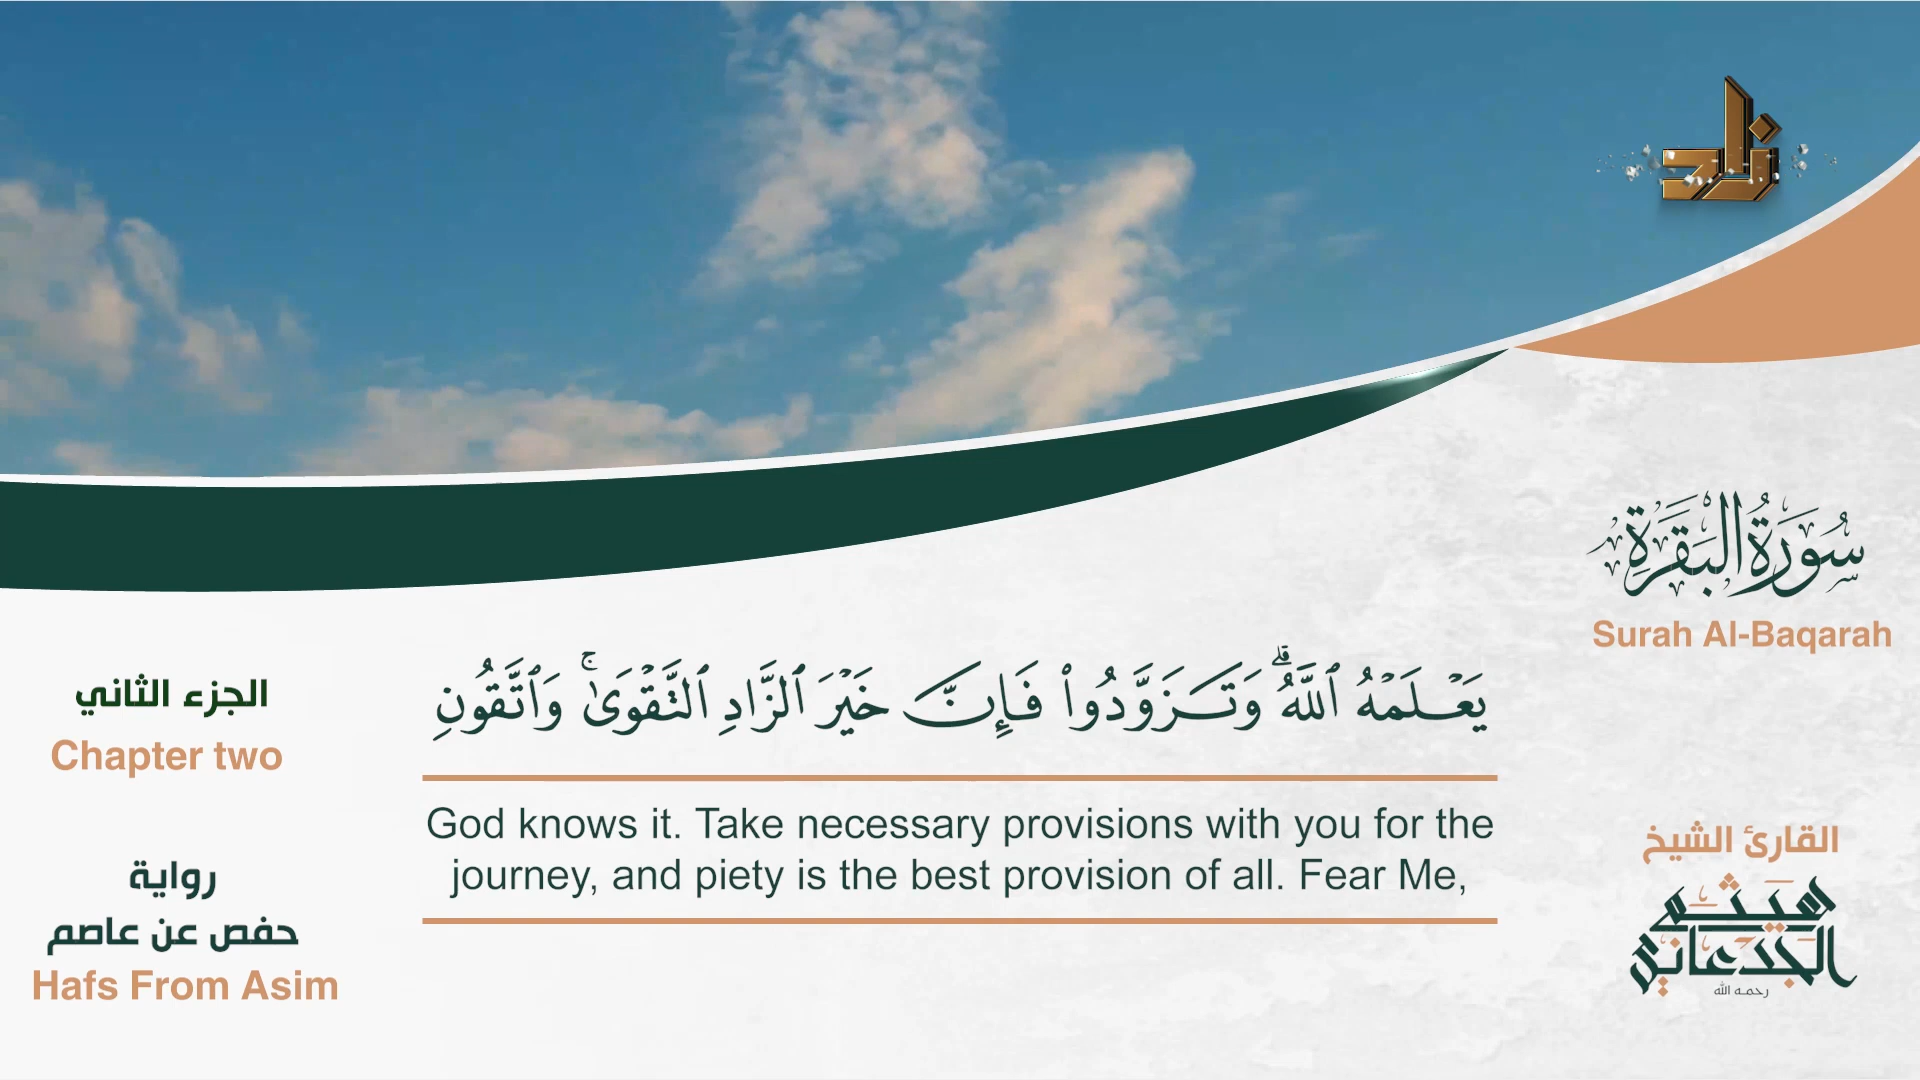 زاد
سُورَةُ البَقَرَةِ
Surah Al-Baqarah
يَعۡلَمۡهُ ٱللَّهُۗ وَتَزَوَّدُواْ فَإِنَّ خَيۡرَ ٱلزَّادِ ٱلتَّقۡوَىٰۚ وَٱتَّقُونِ
God knows it. Take necessary provisions with you for the
journey, and piety is the best provision of all. Fear Me,
الجزء الثاني
Chapter two
رواية
حفص عن عاصم
Hafs From Asim
القارئ الشيخ
هيثم
الجدعاني
رحمه الله